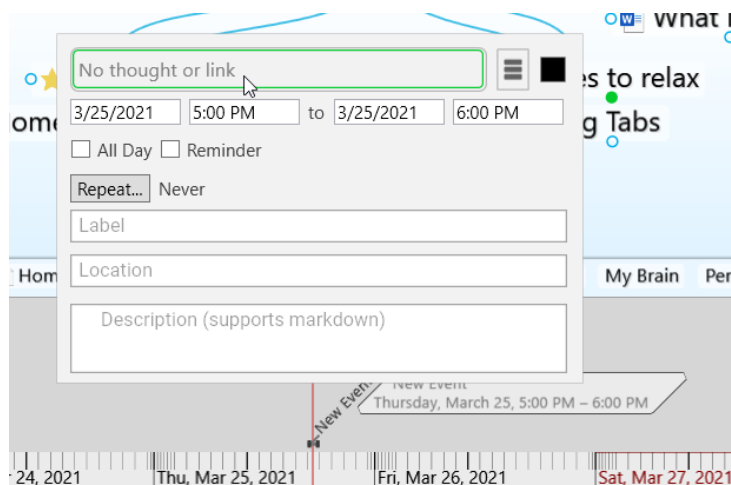 What
No thought or link
es to relax
ome
3/25/2021 5:00 PM to 3/25/2021 6:00 PM
g Tabs
All Day Reminder
Repeat... Never
Label
Location
Hom
My Brain Per
Description (supports markdown)
New Event
New Event
Thursday, March 25, 5:00 PM – 6:00 PM
24, 2021 Thu, Mar 25, 2021 Fri, Mar 26, 2021 Sat, Mar 27, 2021